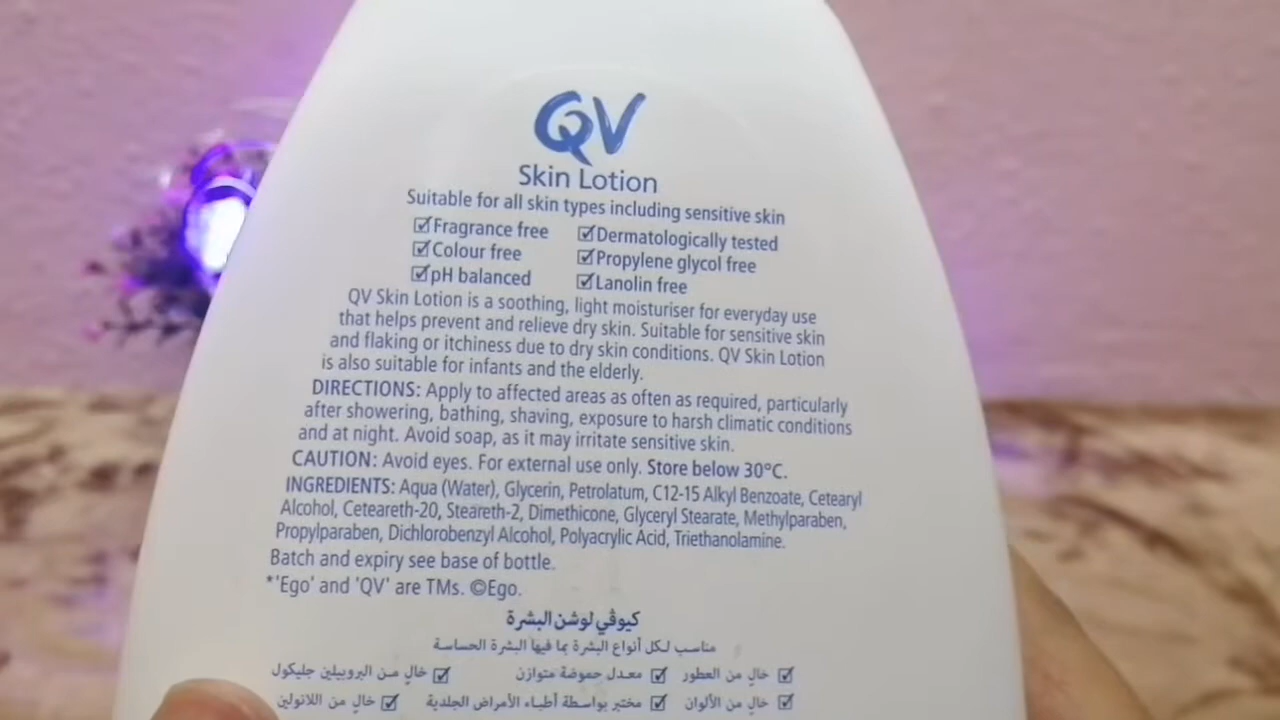 QV
Skin Lotion
Suitable for all skin types including sensitive skin
☑Fragrance free ☑Dermatologically tested
☑Colour free ☑Propylene glycol free
☑pH balanced ☑Lanolin free
QV Skin Lotion is a soothing, light moisturiser for everyday use
that helps prevent and relieve dry skin. Suitable for sensitive skin
and flaking or itchiness due to dry skin conditions. QV Skin Lotion
is also suitable for infants and the elderly.
DIRECTIONS: Apply to affected areas as often as required, particularly
after showering, bathing, shaving, exposure to harsh climatic conditions
and at night. Avoid soap, as it may irritate sensitive skin.
CAUTION: Avoid eyes. For external use only. Store below 30°C.
INGREDIENTS: Aqua (Water), Glycerin, Petrolatum, C12-15 Alkyl Benzoate, Cetearyl
Alcohol, Ceteareth-20, Steareth-2, Dimethicone, Glyceryl Stearate, Methylparaben,
Propylparaben, Dichlorobenzyl Alcohol, Polyacrylic Acid, Triethanolamine.
Batch and expiry see base of bottle.
*'Ego' and 'QV' are TMs. ©Ego.
كيوڤي لوشن البشرة
مناسب لكل أنواع البشرة بما فيها البشرة الحساسة
☑ خالٍ من العطور ☑ معدل حموضة متوازن ☑ خالٍ من البروبيلين جليكول
☑ خالٍ من الألوان ☑ مختبر بواسطة أطباء الأمراض الجلدية ☑ خالٍ من اللانولين